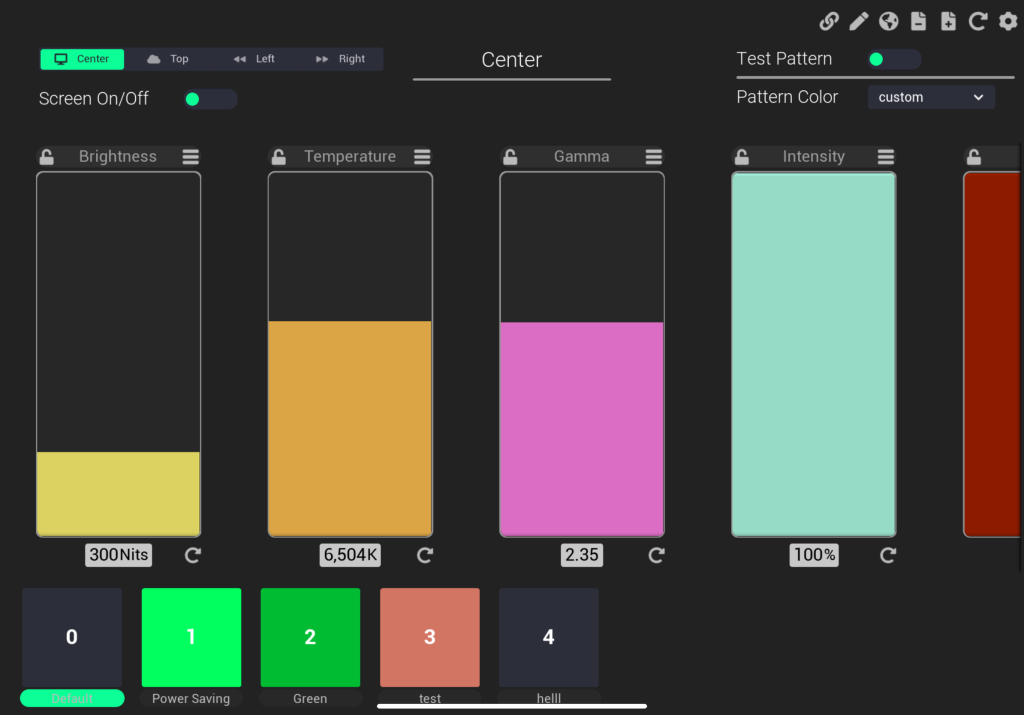 Center Top Left Right
Center
Test Pattern
Screen On/Off
Pattern Color custom
Brightness Temperature Gamma Intensity
300Nits 6,504K 2.35 100%
0 1 2 3 4
Default Power Saving Green test helll